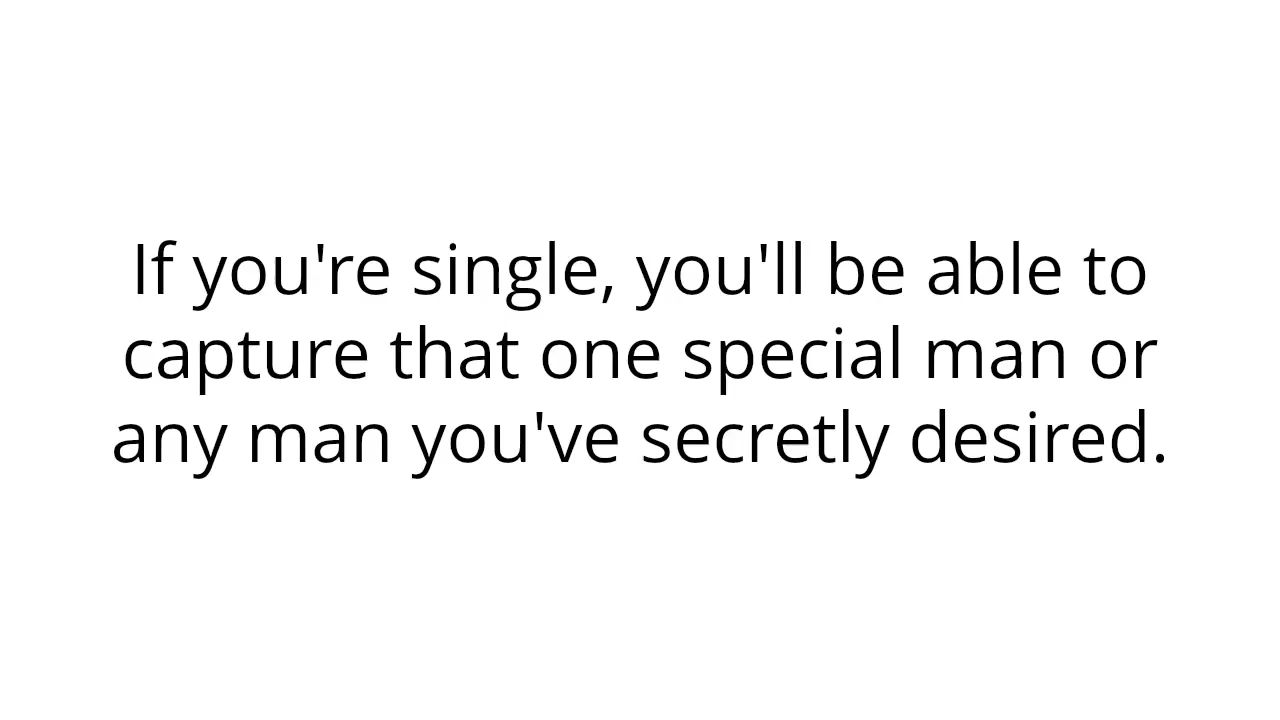 If you're single, you'll be able to
capture that one special man or
any man you've secretly desired.